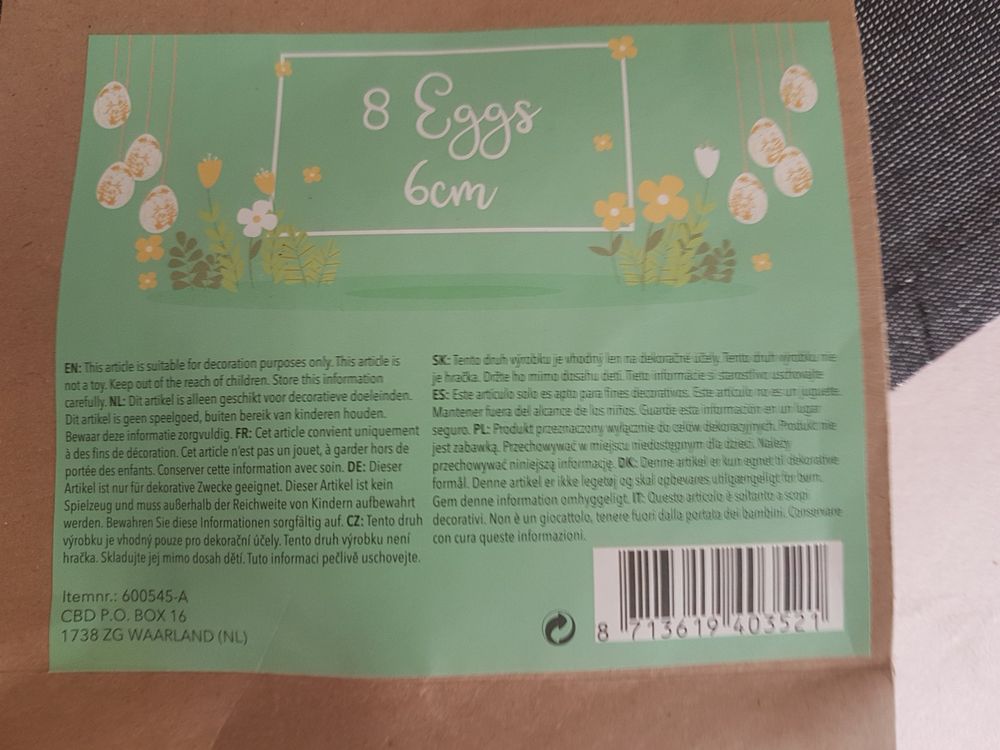 8 Eggs
6cm
EN: This article is suitable for decoration purposes only. This article is
not a toy. Keep out of the reach of children. Store this information
carefully. NL: Dit artikel is alleen geschikt voor decoratieve doeleinden.
Dit artikel is geen speelgoed, buiten bereik van kinderen houden.
Bewaar deze informatie zorgvuldig. FR: Cet article convient uniquement
à des fins de décoration. Cet article n'est pas un jouet, à garder hors de
portée des enfants. Conserver cette information avec soin. DE: Dieser
Artikel ist nur für dekorative Zwecke geeignet. Dieser Artikel ist kein
Spielzeug und muss außerhalb der Reichweite von Kindern aufbewahrt
werden. Bewahren Sie diese Informationen sorgfältig auf. CZ: Tento druh
výrobku je vhodný pouze pro dekorační účely. Tento druh výrobku není
hračka. Skladujte jej mimo dosah dětí. Tuto informaci pečlivě uschovejte.
SK: Tento druh výrobku je vhodný len na dekoračné účely. Tento druh výrobku nie
je hračka. Držte ho mimo dosahu detí. Tieto informácie si starostlivo uschovajte.
ES: Este artículo solo es apto para fines decorativos. Este artículo no es un juguete.
Mantener fuera del alcance de los niños. Guarde esta información en un lugar
seguro. PL: Produkt przeznaczony wyłącznie do celów dekoracyjnych. Produkt nie
jest zabawką. Przechowywać w miejscu niedostępnym dla dzieci. Należy
przechowywać niniejszą informację. DK: Denne artikel er kun egnet til dekorative
formål. Denne artikel er ikke legetøj og skal opbevares utilgængeligt for børn.
Gem denne information omhyggeligt. IT: Questo articolo è soltanto a scopi
decorativi. Non è un giocattolo, tenere fuori dalla portata dei bambini. Conservare
con cura queste informazioni.
Itemnr.: 600545-A
CBD P.O. BOX 16
1738 ZG WAARLAND (NL)
8 713619 403521